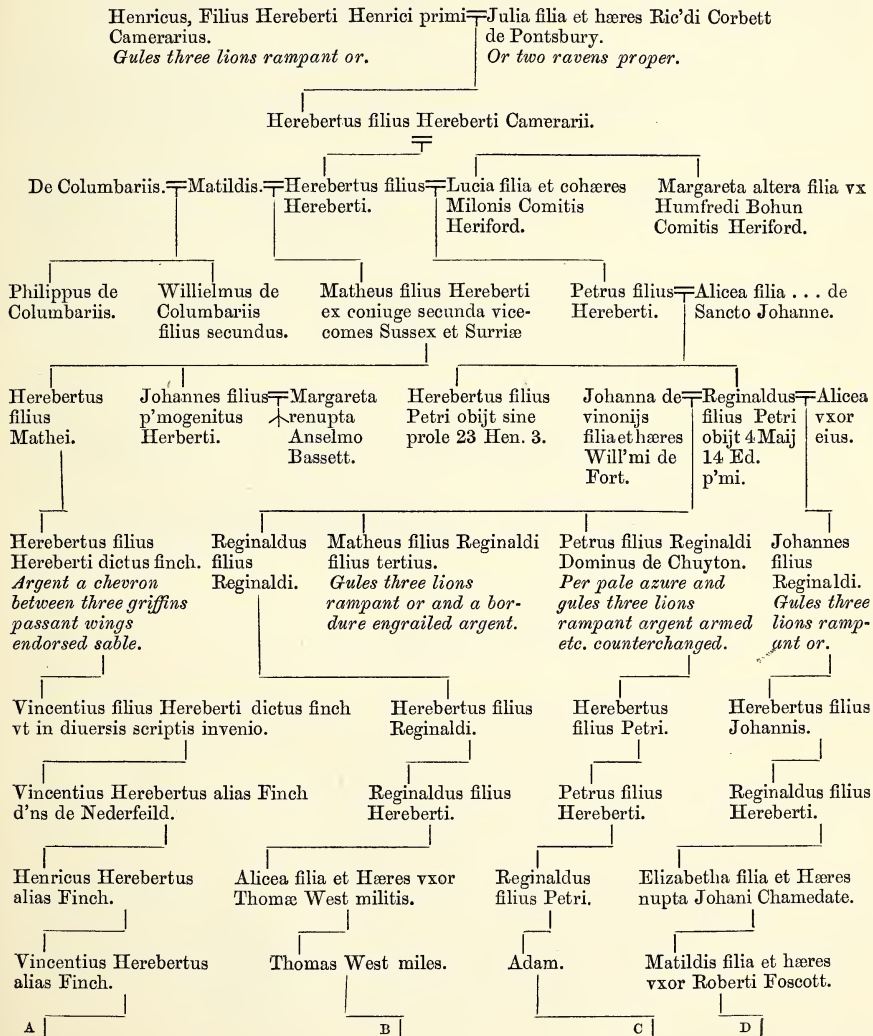 Henricus, Filius Hereberti Henrici primi
Camerarius.
Gules three lions rampant or.
Julia filia et hæres Ric'di Corbett
de Pontsbury.
Or two ravens proper.
Herebertus filius Hereberti Camerarii.
De Columbariis.
Matildis.
Herebertus filius
Hereberti.
Lucia filia et cohæres
Milonis Comitis
Heriford.
Margareta altera filia vx
Humfredi Bohun
Comitis Heriford.
Philippus de
Columbariis.
Willielmus de
Columbariis
filius secundus.
Matheus filius Hereberti
ex coniuge secunda vice-
comes Sussex et Surriæ
Petrus filius
Hereberti.
Alicea filia . . . de
Sancto Johanne.
Herebertus
filius
Mathei.
Johannes filius
p'mogenitus
Herberti.
Margareta
renupta
Anselmo
Bassett.
Herebertus filius
Petri obijt sine
prole 23 Hen. 3.
Johanna de
vinonijs
filia et hæres
Will'mi de
Fort.
Reginaldus
filius Petri
obijt 4 Maij
14 Ed.
p'mi.
Alicea
vxor
eius.
Herebertus filius
Hereberti dictus finch.
Argent a chevron
between three griffins
passant wings
endorsed sable.
Reginaldus
filius
Reginaldi.
Matheus filius Reginaldi
filius tertius.
Gules three lions
rampant or and a bor-
dure engrailed argent.
Petrus filius Reginaldi
Dominus de Chuyton.
Per pale azure and
gules three lions
rampant argent armed
etc. counterchanged.
Johannes
filius
Reginaldi.
Gules three
lions ramp-
ant or.
Vincentius filius Hereberti dictus finch
vt in diuersis scriptis invenio.
Herebertus filius
Reginaldi.
Herebertus
filius Petri.
Herebertus filius
Johannis.
Vincentius Herebertus alias Finch
d'ns de Nederfeild.
Reginaldus filius
Hereberti.
Petrus filius
Hereberti.
Reginaldus filius
Hereberti.
Henricus Herebertus
alias Finch.
Alicea filia et Hæres vxor
Thomæ West militis.
Reginaldus
filius Petri.
Elizabetha filia et Hæres
nupta Johani Chamedate.
Vincentius Herebertus
alias Finch.
Thomas West miles.
Adam.
Matildis filia et hæres
vxor Roberti Foscott.
A
B
C
D